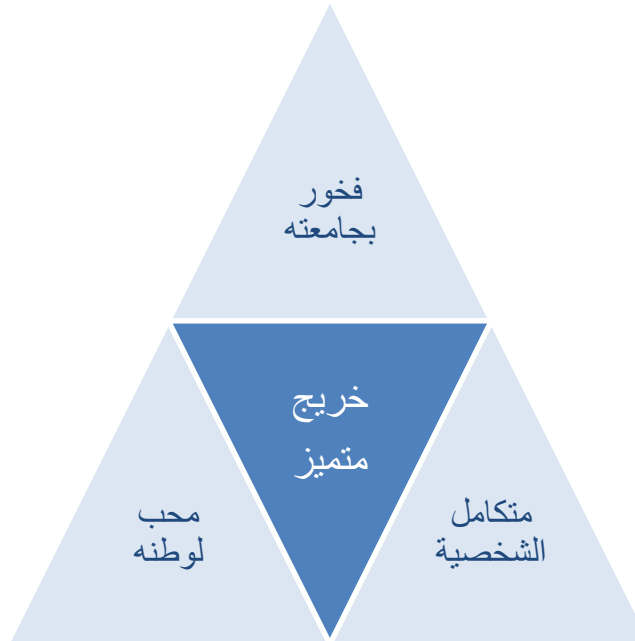 فخور
بجامعته
خريج
متميز
متكامل
الشخصية
محب
لوطنه